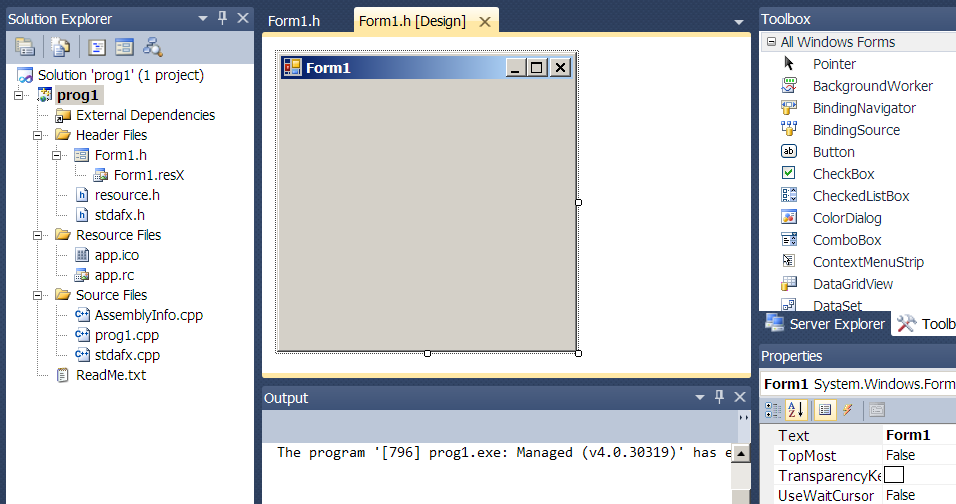 Solution Explorer
Solution 'prog1' (1 project)
prog1
External Dependencies
Header Files
Form1.h
Form1.resX
resource.h
stdafx.h
Resource Files
app.ico
app.rc
Source Files
AssemblyInfo.cpp
prog1.cpp
stdafx.cpp
ReadMe.txt
Form1.h
Form1.h [Design]
Form1
Output
The program '[796] prog1.exe: Managed (v4.0.30319)' has e
Toolbox
All Windows Forms
Pointer
BackgroundWorker
BindingNavigator
BindingSource
Button
CheckBox
CheckedListBox
ColorDialog
ComboBox
ContextMenuStrip
DataGridView
DataSet
Server Explorer
Toolb
Properties
Form1 System.Windows.Form
Text Form1
TopMost False
TransparencyKe
UseWaitCursor False